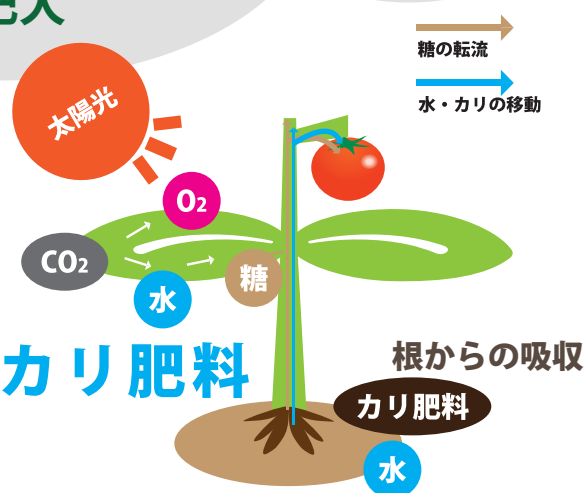 糖の転流
水・カリの移動
太陽光
O2
CO2
水
糖
カリ肥料
根からの吸収
カリ肥料
水